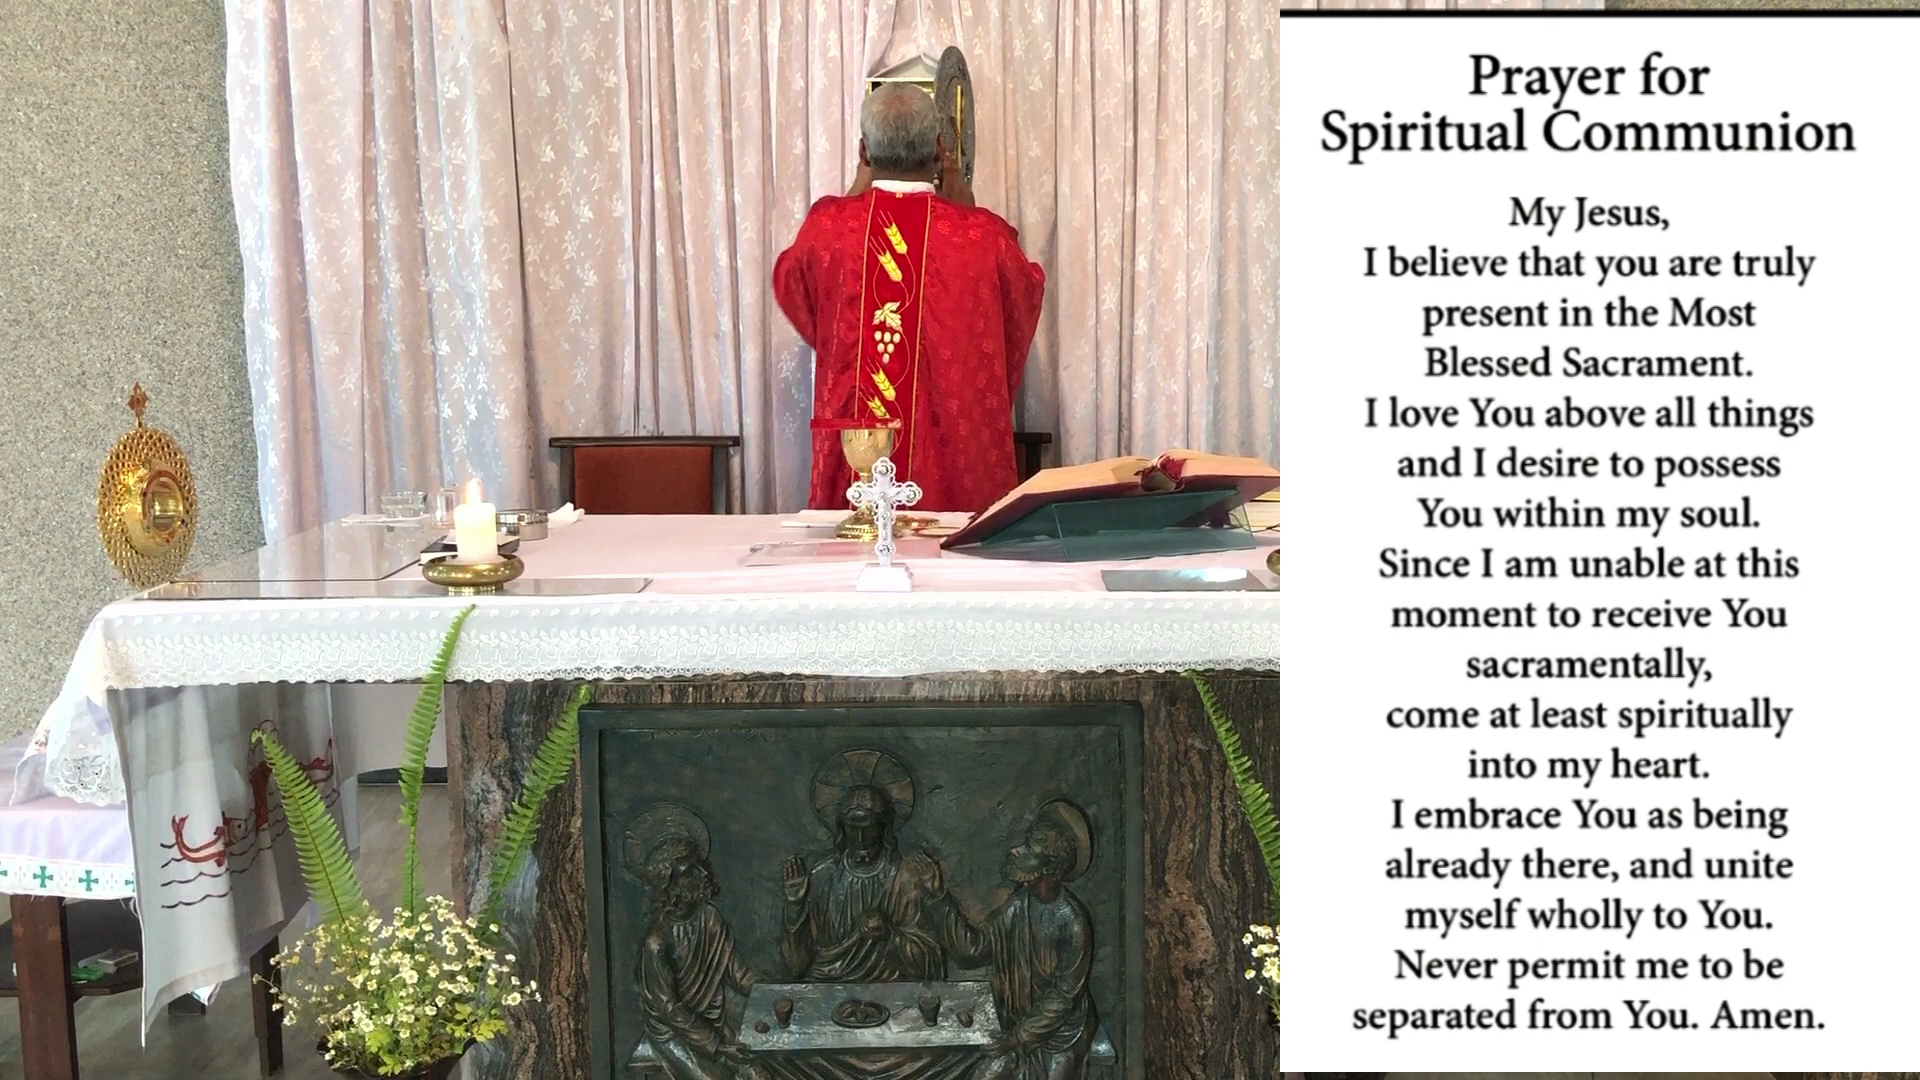 Prayer for
Spiritual Communion
My Jesus,
I believe that you are truly
present in the Most
Blessed Sacrament.
I love You above all things
and I desire to possess
You within my soul.
Since I am unable at this
moment to receive You
sacramentally,
come at least spiritually
into my heart.
I embrace You as being
already there, and unite
myself wholly to You.
Never permit me to be
separated from You. Amen.